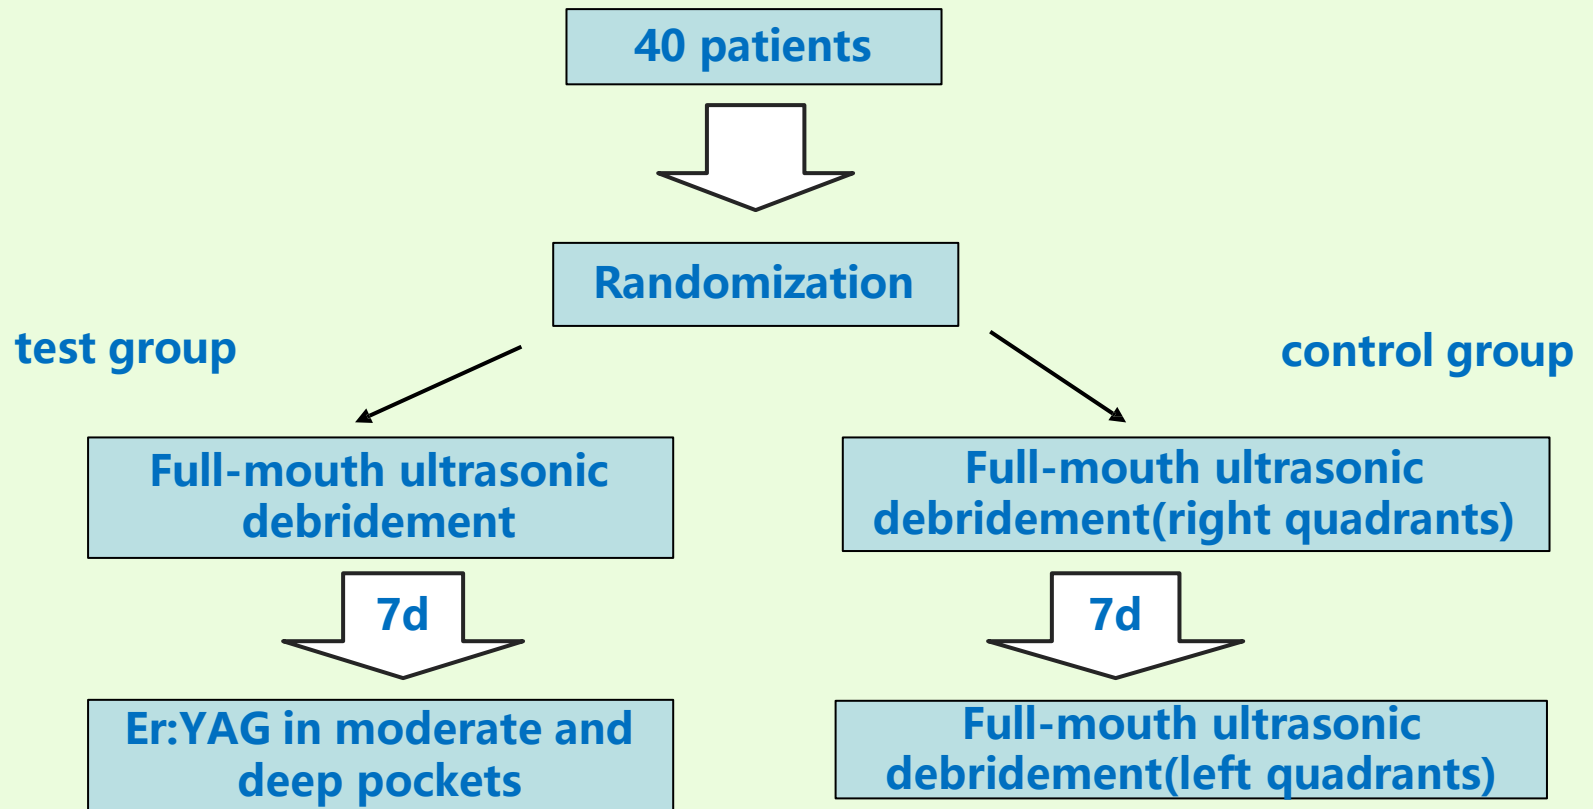 40 patients
Randomization
test group
control group
Full-mouth ultrasonic
debridement
Full-mouth ultrasonic
debridement(right quadrants)
7d
7d
Er:YAG in moderate and
deep pockets
Full-mouth ultrasonic
debridement(left quadrants)